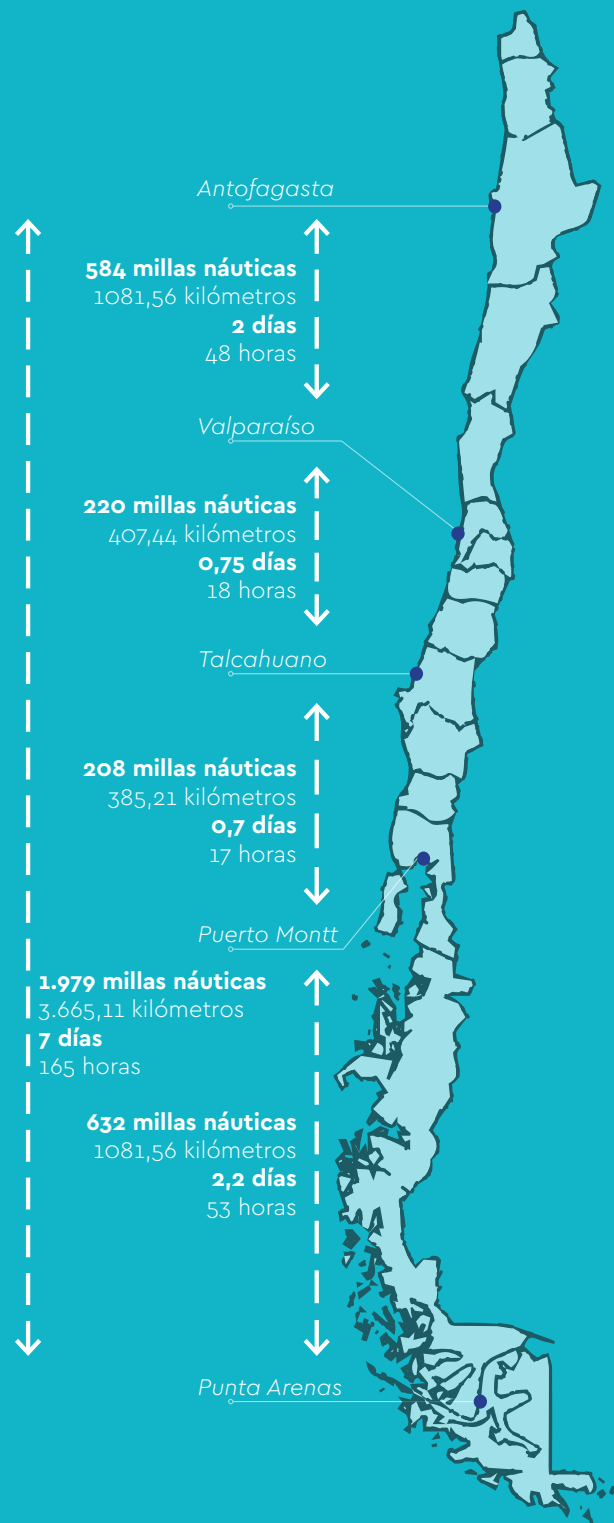 Antofagasta
584 millas náuticas
1081,56 kilómetros
2 días
48 horas
Valparaíso
220 millas náuticas
407,44 kilómetros
0,75 días
18 horas
Talcahuano
208 millas náuticas
385,21 kilómetros
0,7 días
17 horas
Puerto Montt
1.979 millas náuticas
3.665,11 kilómetros
7 días
165 horas
632 millas náuticas
1081,56 kilómetros
2,2 días
53 horas
Punta Arenas